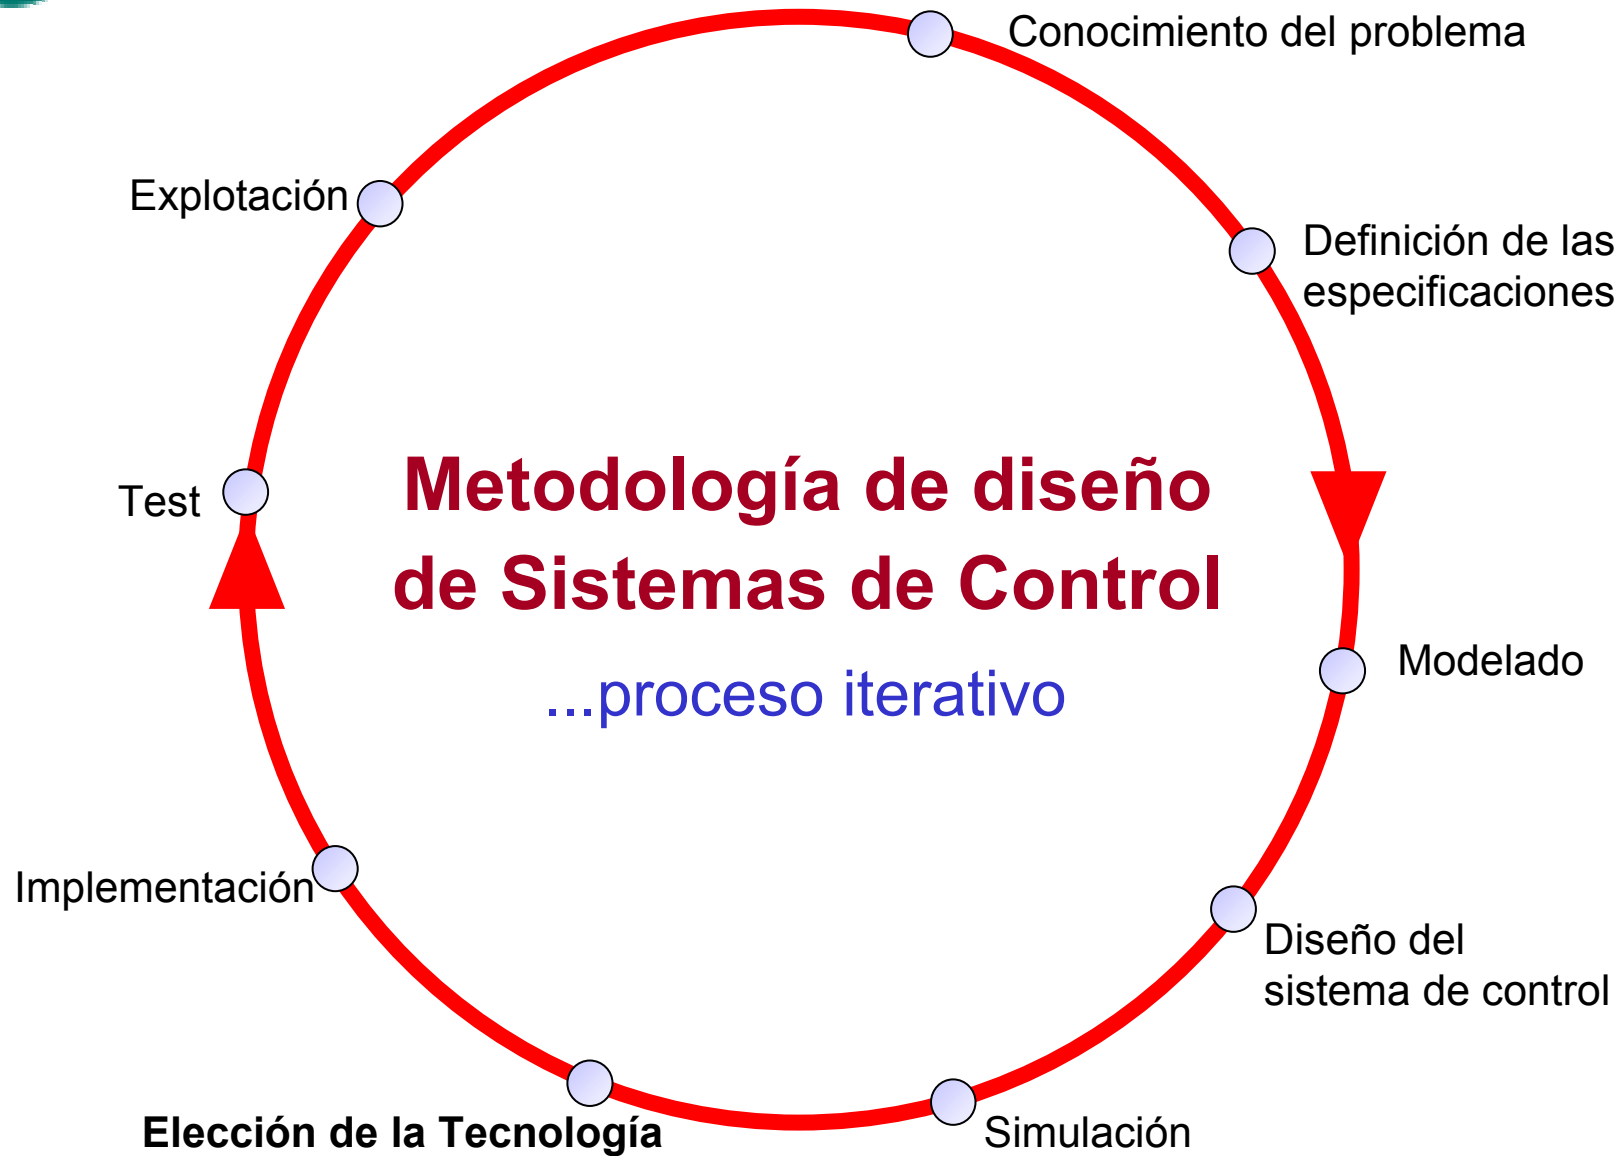 Conocimiento del problema
Explotación
Definición de las
especificaciones
Metodología de diseño
de Sistemas de Control
...proceso iterativo
Test
Modelado
Implementación
Diseño del
sistema de control
Elección de la Tecnología
Simulación